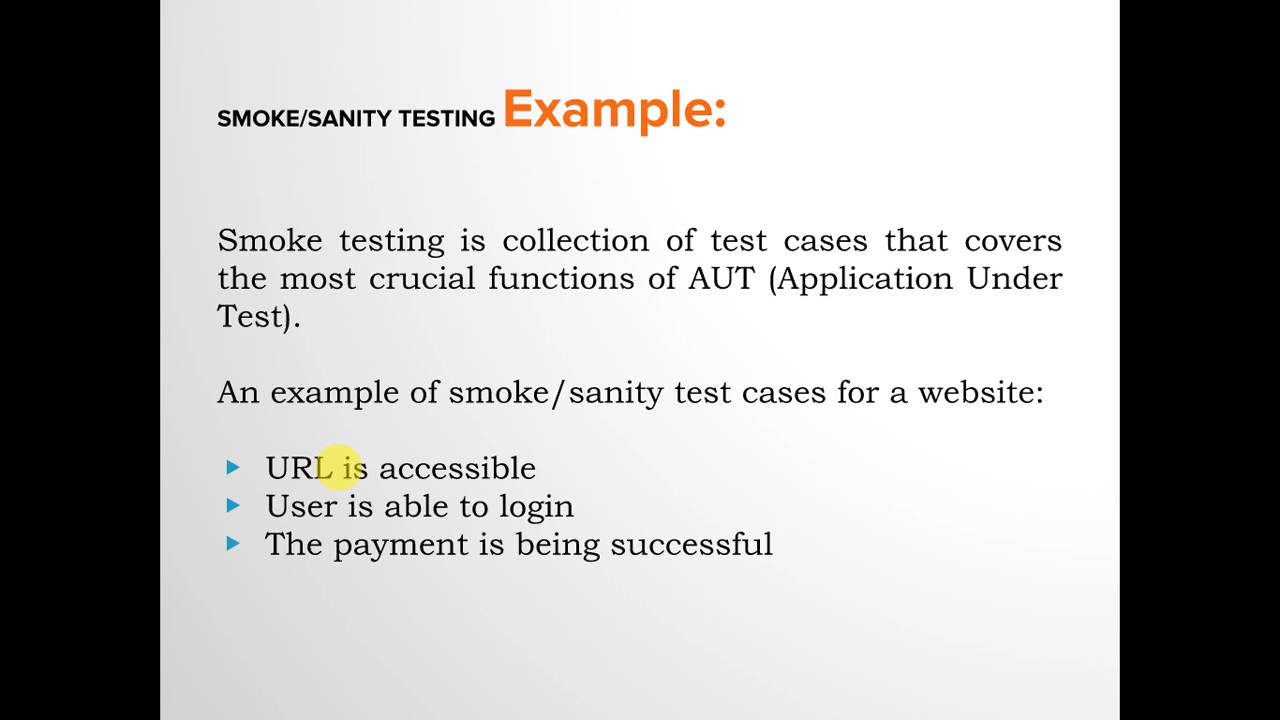 SMOKE/SANITY TESTING Example:
Smoke testing is collection of test cases that covers
the most crucial functions of AUT (Application Under
Test).
An example of smoke/sanity test cases for a website:
URL is accessible
User is able to login
The payment is being successful